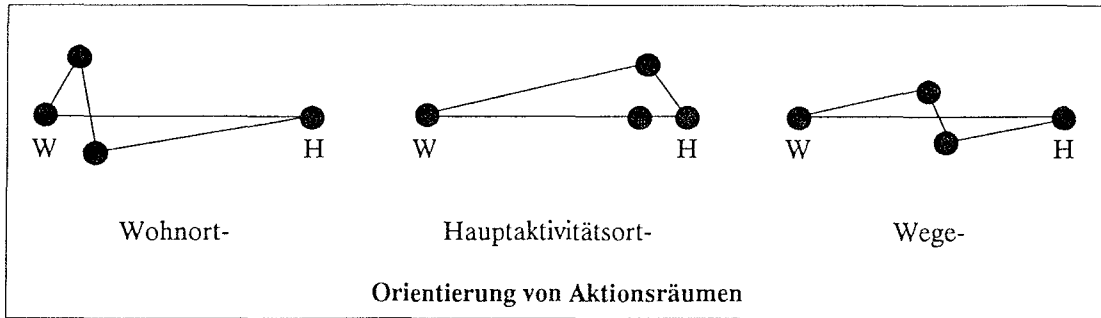 W H W H W H
Wohnort- Hauptaktivitätsort- Wege-
Orientierung von Aktionsräumen